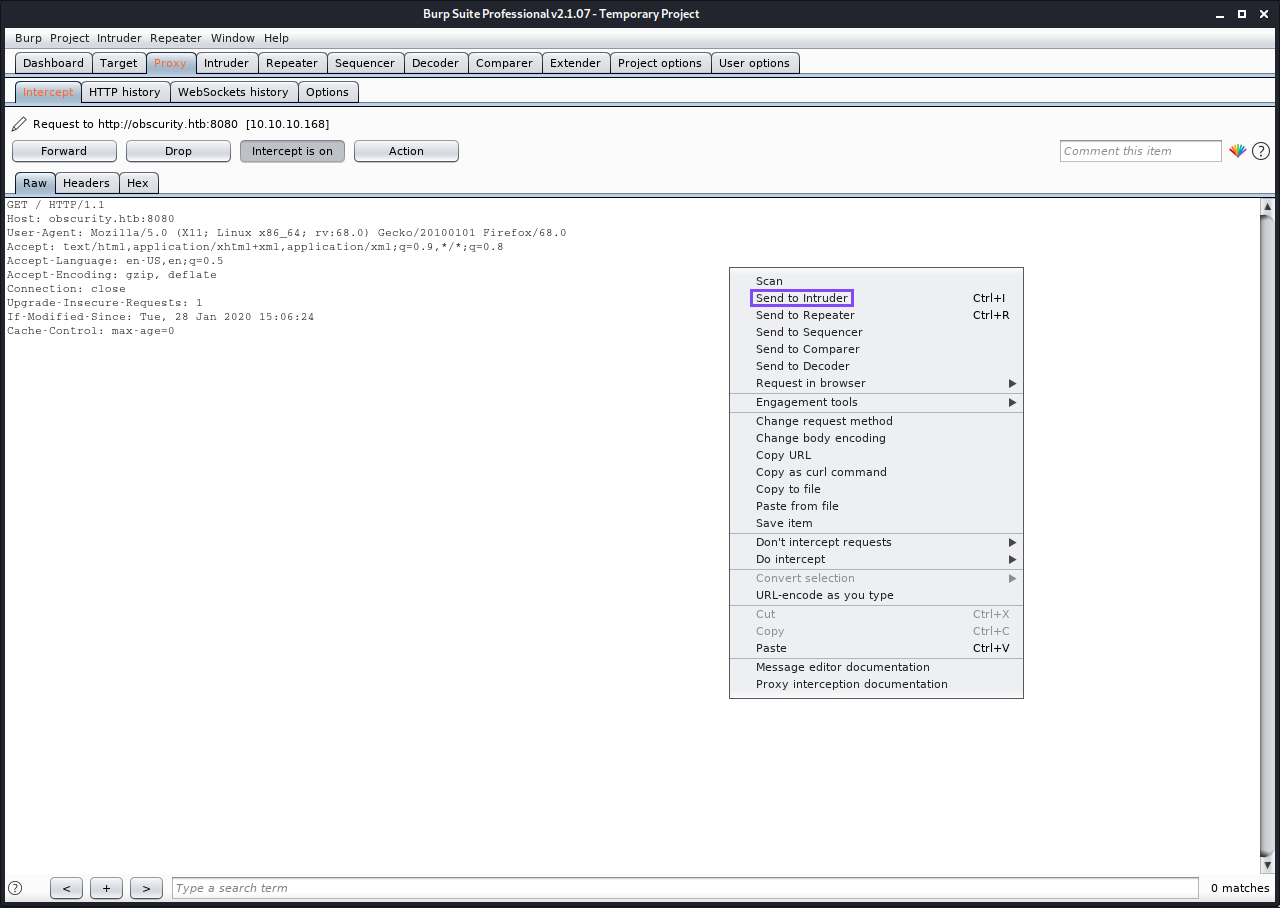 Burp Suite Professional v2.1.07 - Temporary Project
Burp Project Intruder Repeater Window Help
Dashboard Target Proxy Intruder Repeater Sequencer Decoder Comparer Extender Project options User options
Intercept HTTP history WebSockets history Options
Request to http://obscurity.htb:8080 [10.10.10.168]
Forward Drop Intercept is on Action Comment this item ?
Raw Headers Hex
GET / HTTP/1.1
Host: obscurity.htb:8080
User-Agent: Mozilla/5.0 (X11; Linux x86_64; rv:68.0) Gecko/20100101 Firefox/68.0
Accept: text/html,application/xhtml+xml,application/xml;q=0.9,*/*;q=0.8
Accept-Language: en-US,en;q=0.5
Accept-Encoding: gzip, deflate
Connection: close
Upgrade-Insecure-Requests: 1
If-Modified-Since: Tue, 28 Jan 2020 15:06:24
Cache-Control: max-age=0
Scan
Send to Intruder Ctrl+I
Send to Repeater Ctrl+R
Send to Sequencer
Send to Comparer
Send to Decoder
Request in browser
Engagement tools
Change request method
Change body encoding
Copy URL
Copy as curl command
Copy to file
Paste from file
Save item
Don't intercept requests
Do intercept
Convert selection
URL-encode as you type
Cut Ctrl+X
Copy Ctrl+C
Paste Ctrl+V
Message editor documentation
Proxy interception documentation
? < + > Type a search term 0 matches